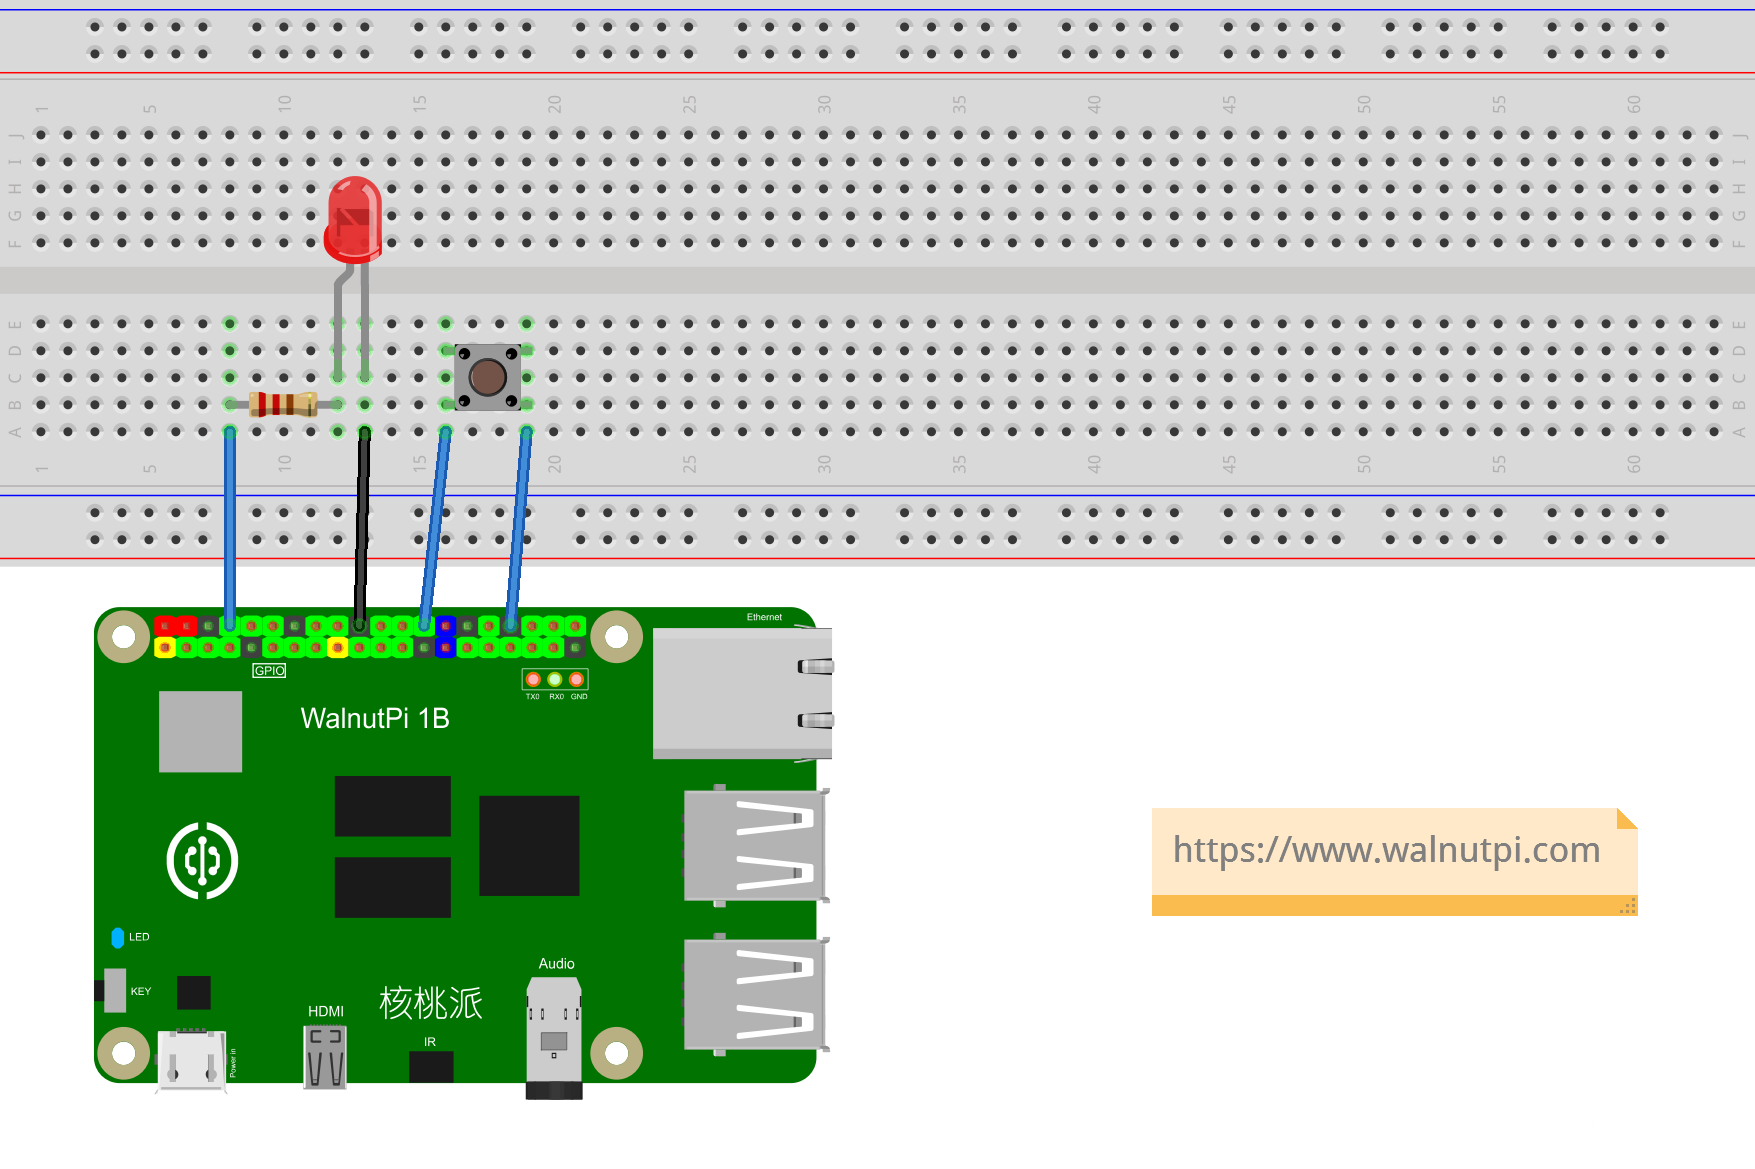 1 5 10 15 20 25 30 35 40 45 50 55 60
J J
I I
H H
G G
F F
E E
D D
C C
B B
A A
1 5 10 15 20 25 30 35 40 45 50 55 60
Ethernet
GPIO
TX0 RX0 GND
WalnutPi 1B
https://www.walnutpi.com
LED
KEY
Audio
核桃派
HDMI
IR
Power in